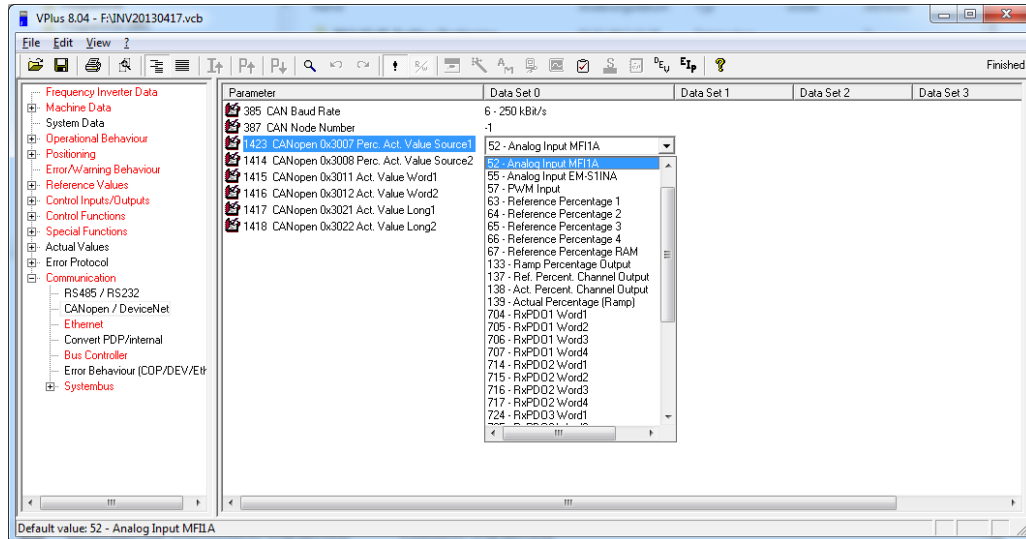 VPlus 8.04 - F:\INV20130417.vcb
File Edit View ?
Finished
Frequency Inverter Data
Machine Data
System Data
Operational Behaviour
Positioning
Error/Warning Behaviour
Reference Values
Control Inputs/Outputs
Control Functions
Special Functions
Actual Values
Error Protocol
Communication
RS485 / RS232
CANopen / DeviceNet
Ethernet
Convert PDP/internal
Bus Controller
Error Behaviour (COP/DEV/Eth
Systembus
Parameter Data Set 0 Data Set 1 Data Set 2 Data Set 3
385 CAN Baud Rate 6 - 250 kBit/s
387 CAN Node Number -1
1423 CANopen 0x3007 Perc. Act. Value Source1 52 - Analog Input MFI1A
1414 CANopen 0x3008 Perc. Act. Value Source2
1415 CANopen 0x3011 Act. Value Word1
1416 CANopen 0x3012 Act. Value Word2
1417 CANopen 0x3021 Act. Value Long1
1418 CANopen 0x3022 Act. Value Long2
52 - Analog Input MFI1A
55 - Analog Input EM-S1INA
57 - PWM Input
63 - Reference Percentage 1
64 - Reference Percentage 2
65 - Reference Percentage 3
66 - Reference Percentage 4
67 - Reference Percentage RAM
133 - Ramp Percentage Output
137 - Ref. Percent. Channel Output
138 - Act. Percent. Channel Output
139 - Actual Percentage (Ramp)
704 - RxPDO1 Word1
705 - RxPDO1 Word2
706 - RxPDO1 Word3
707 - RxPDO1 Word4
714 - RxPDO2 Word1
715 - RxPDO2 Word2
716 - RxPDO2 Word3
717 - RxPDO2 Word4
724 - RxPDO3 Word1
Default value: 52 - Analog Input MFI1A